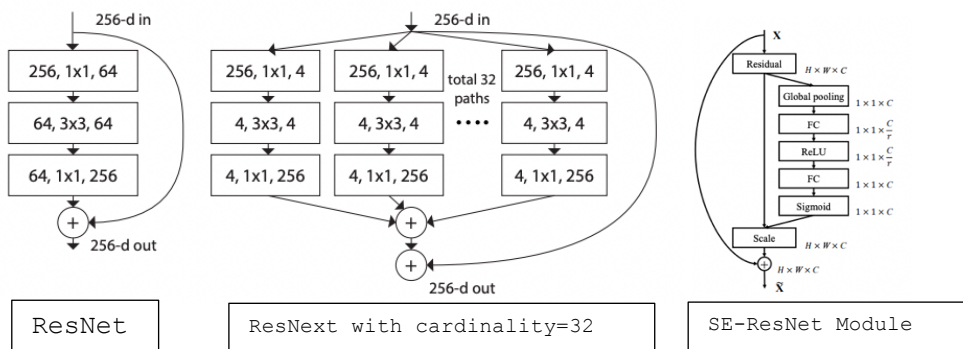 256-d in
256, 1x1, 64
64, 3x3, 64
64, 1x1, 256
+
256-d out
ResNet
256-d in
256, 1x1, 4
256, 1x1, 4
total 32
paths
....
256, 1x1, 4
4, 3x3, 4
4, 3x3, 4
4, 3x3, 4
4, 1x1, 256
4, 1x1, 256
4, 1x1, 256
+
+
256-d out
ResNext with cardinality=32
X
Residual
H × W × C
Global pooling
1 × 1 × C
FC
1 × 1 × C/r
ReLU
1 × 1 × C/r
FC
1 × 1 × C
Sigmoid
1 × 1 × C
Scale
H × W × C
+
H × W × C
X̃
SE-ResNet Module